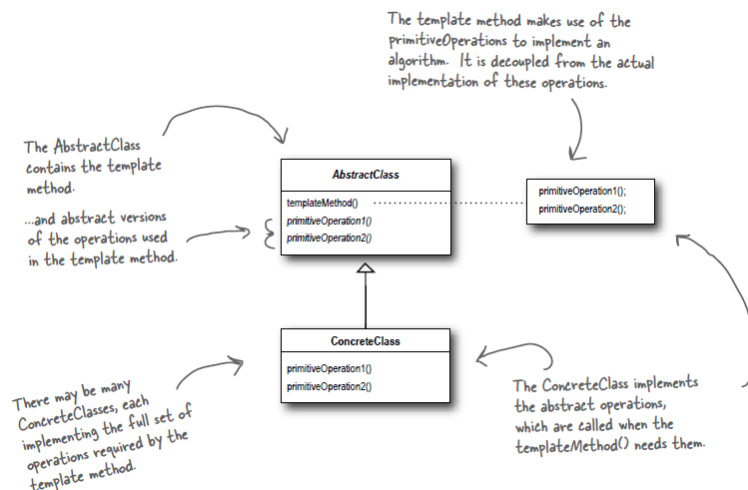 The template method makes use of the
primitiveOperations to implement an
algorithm. It is decoupled from the actual
implementation of these operations.
The AbstractClass
contains the template
method.
...and abstract versions
of the operations used
in the template method.
AbstractClass
templateMethod()
primitiveOperation1()
primitiveOperation2()
primitiveOperation1();
primitiveOperation2();
ConcreteClass
primitiveOperation1()
primitiveOperation2()
There may be many
ConcreteClasses, each
implementing the full set of
operations required by the
template method.
The ConcreteClass implements
the abstract operations,
which are called when the
templateMethod() needs them.